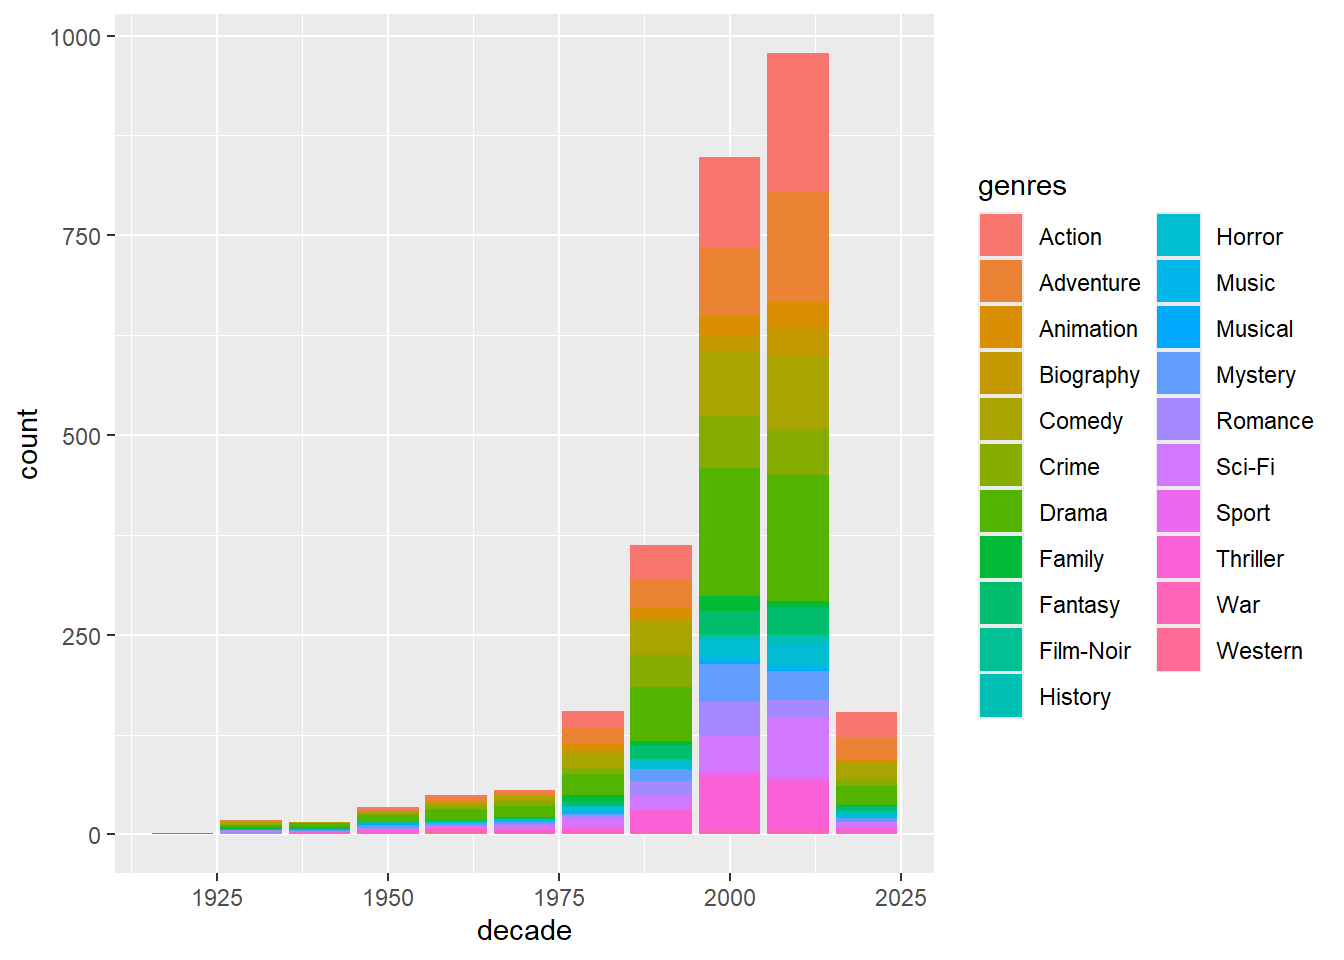 1000
750
500
250
0
count
1925
1950
1975
2000
2025
decade
genres
Action
Adventure
Animation
Biography
Comedy
Crime
Drama
Family
Fantasy
Film-Noir
History
Horror
Music
Musical
Mystery
Romance
Sci-Fi
Sport
Thriller
War
Western